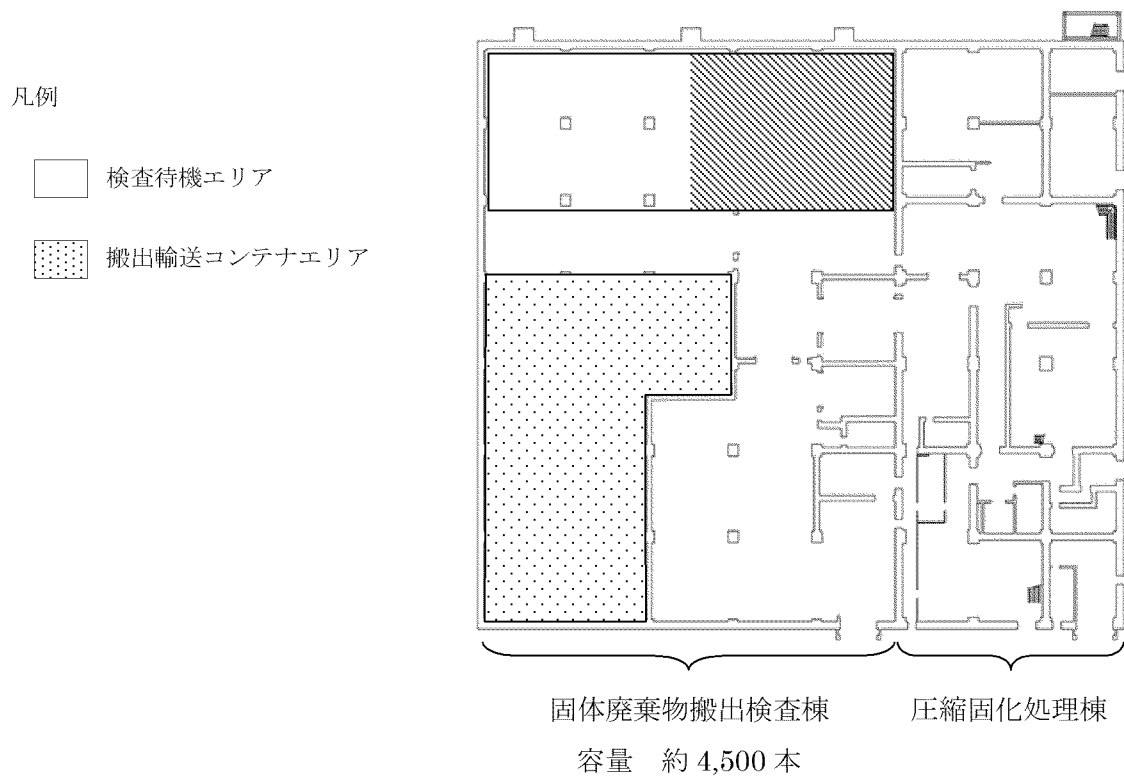 凡例
検査待機エリア
搬出輸送コンテナエリア
固体廃棄物搬出検査棟
圧縮固化処理棟
容量 約 4,500 本